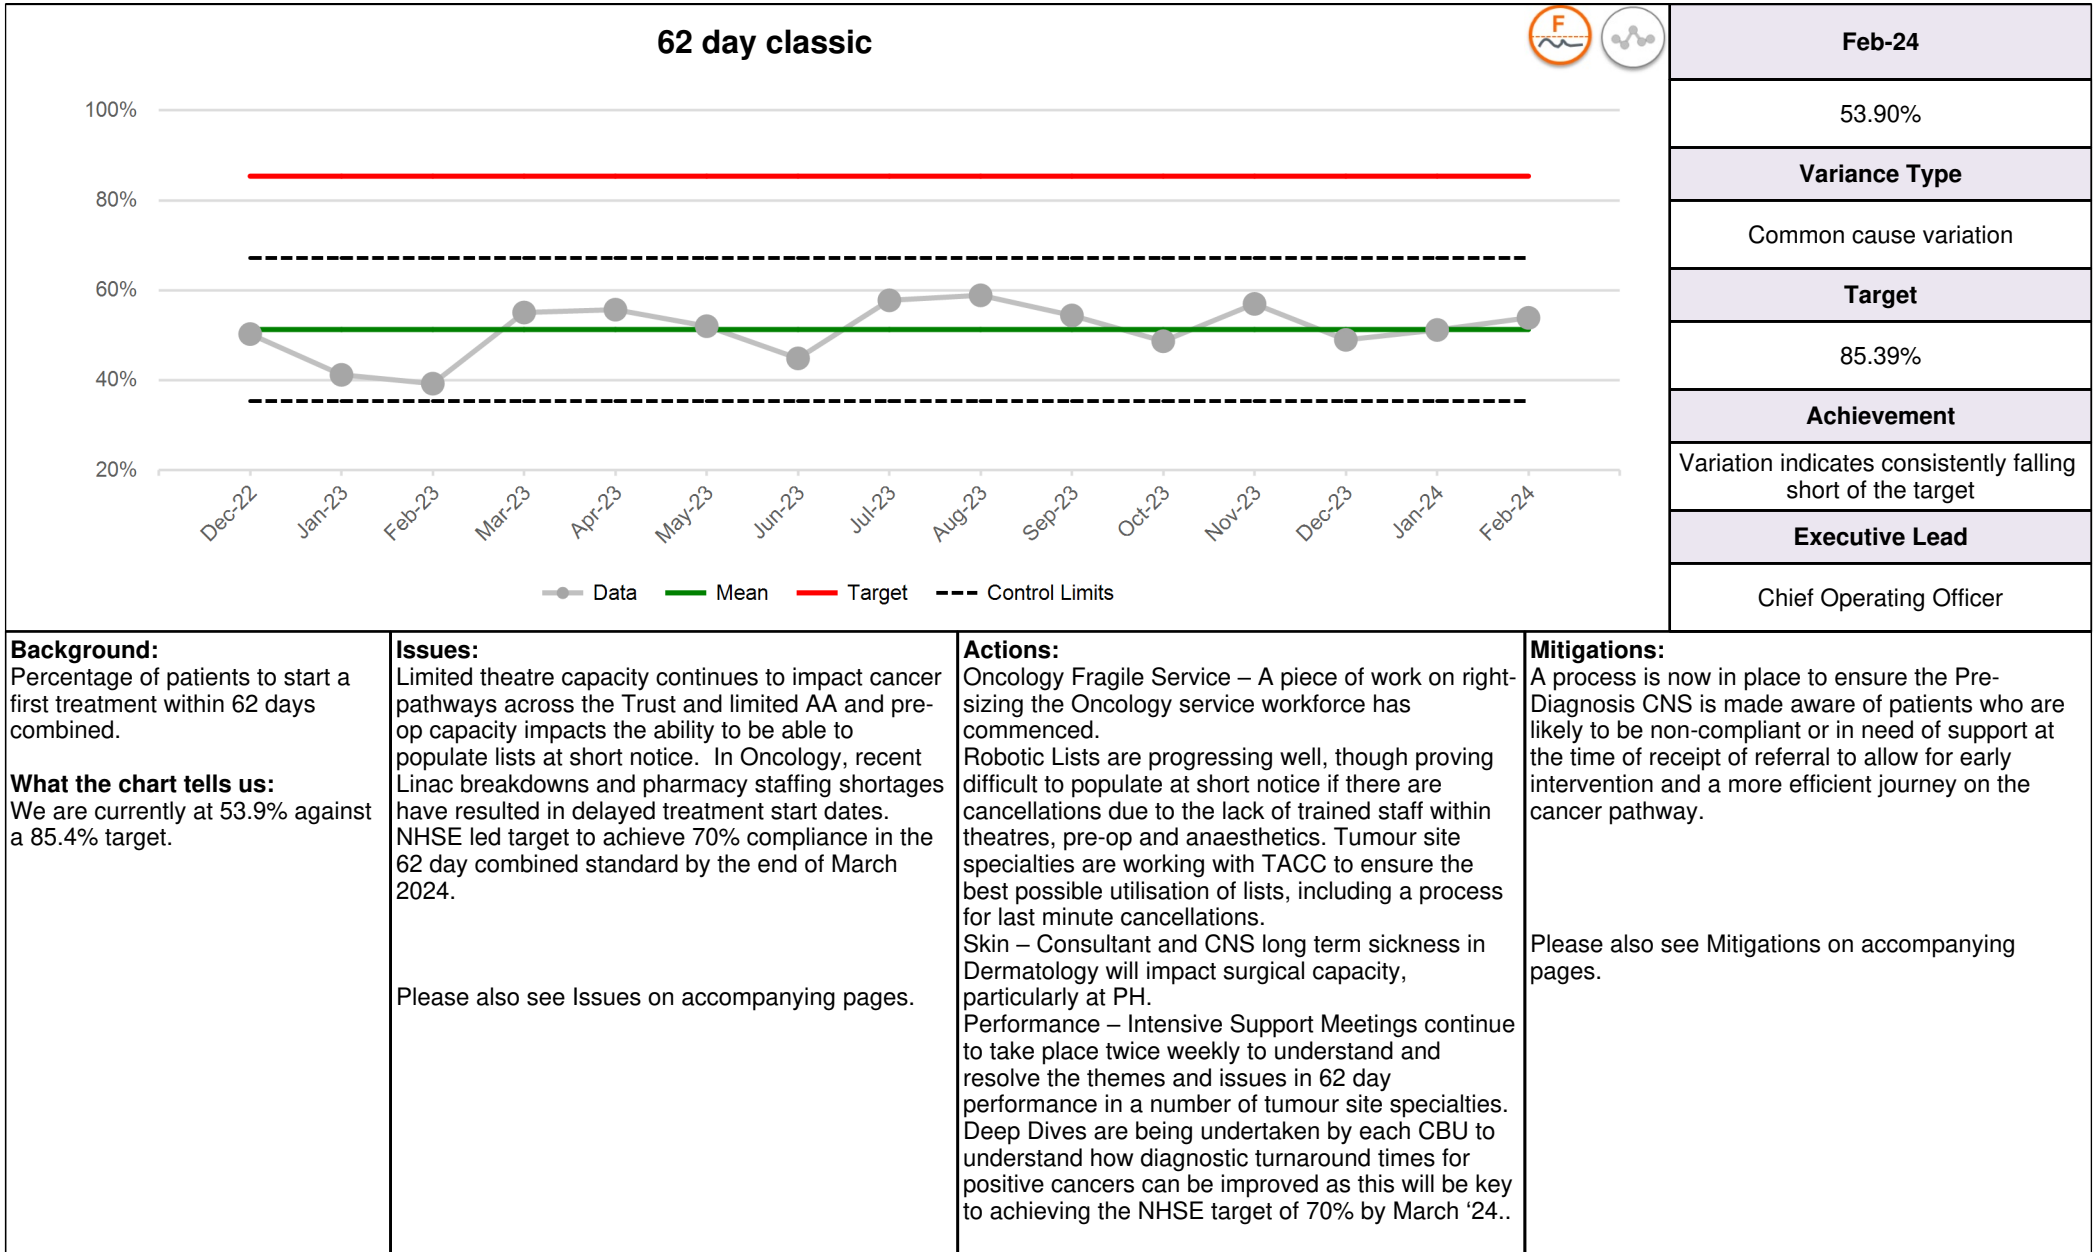 62 day classic
F
100%
80%
60%
40%
20%
Dec-22
Jan-23
Feb-23
Mar-23
Apr-23
May-23
Jun-23
Jul-23
Aug-23
Sep-23
Oct-23
Nov-23
Dec-23
Jan-24
Feb-24
Data
Mean
Target
Control Limits
Feb-24
53.90%
Variance Type
Common cause variation
Target
85.39%
Achievement
Variation indicates consistently falling
short of the target
Executive Lead
Chief Operating Officer
Background:
Percentage of patients to start a
first treatment within 62 days
combined.
What the chart tells us:
We are currently at 53.9% against
a 85.4% target.
Issues:
Limited theatre capacity continues to impact cancer
pathways across the Trust and limited AA and pre-
op capacity impacts the ability to be able to
populate lists at short notice.  In Oncology, recent
Linac breakdowns and pharmacy staffing shortages
have resulted in delayed treatment start dates.
NHSE led target to achieve 70% compliance in the
62 day combined standard by the end of March
2024.
Please also see Issues on accompanying pages.
Actions:
Oncology Fragile Service – A piece of work on right-
sizing the Oncology service workforce has
commenced.
Robotic Lists are progressing well, though proving
difficult to populate at short notice if there are
cancellations due to the lack of trained staff within
theatres, pre-op and anaesthetics. Tumour site
specialties are working with TACC to ensure the
best possible utilisation of lists, including a process
for last minute cancellations.
Skin – Consultant and CNS long term sickness in
Dermatology will impact surgical capacity,
particularly at PH.
Performance – Intensive Support Meetings continue
to take place twice weekly to understand and
resolve the themes and issues in 62 day
performance in a number of tumour site specialties.
Deep Dives are being undertaken by each CBU to
understand how diagnostic turnaround times for
positive cancers can be improved as this will be key
to achieving the NHSE target of 70% by March ‘24..
Mitigations:
A process is now in place to ensure the Pre-
Diagnosis CNS is made aware of patients who are
likely to be non-compliant or in need of support at
the time of receipt of referral to allow for early
intervention and a more efficient journey on the
cancer pathway.
Please also see Mitigations on accompanying
pages.